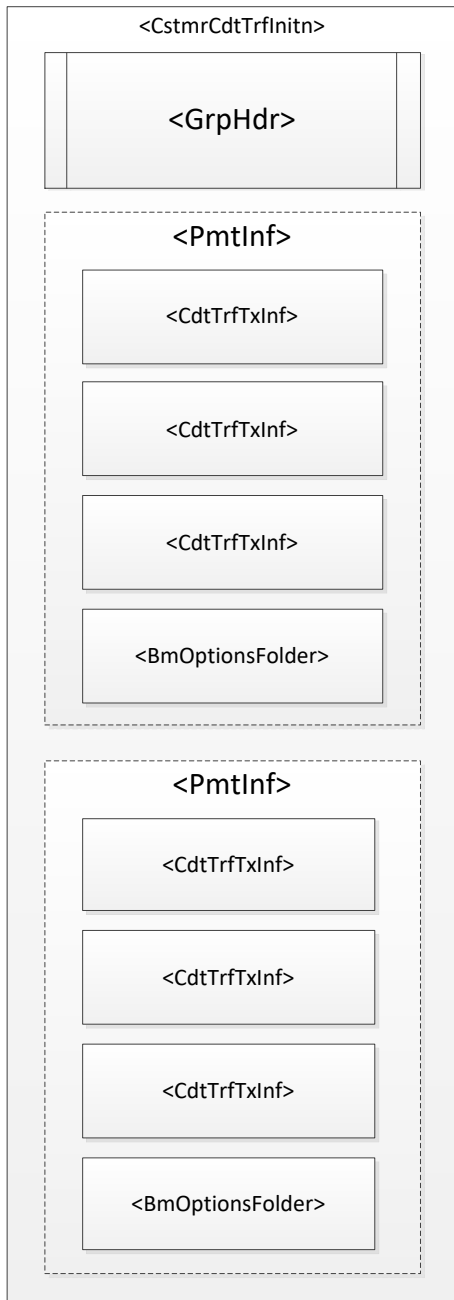 <CstmrCdtTrfInitn>
<GrpHdr>
<PmtInf>
<CdtTrfTxInf>
<CdtTrfTxInf>
<CdtTrfTxInf>
<BmOptionsFolder>
<PmtInf>
<CdtTrfTxInf>
<CdtTrfTxInf>
<CdtTrfTxInf>
<BmOptionsFolder>